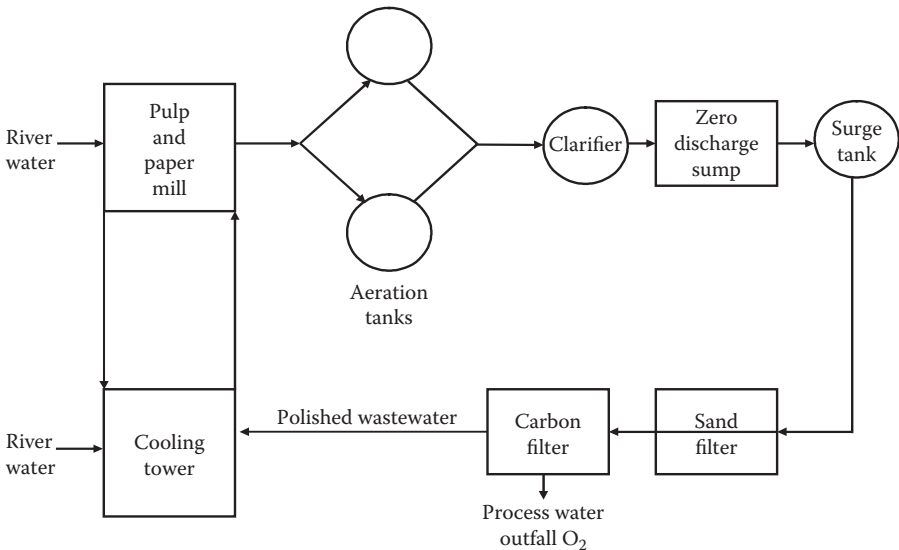 River
water
Pulp
and
paper
mill
Clarifier
Zero
discharge
sump
Surge
tank
Aeration
tanks
River
water
Cooling
tower
Polished wastewater
Carbon
filter
Sand
filter
Process water
outfall O₂